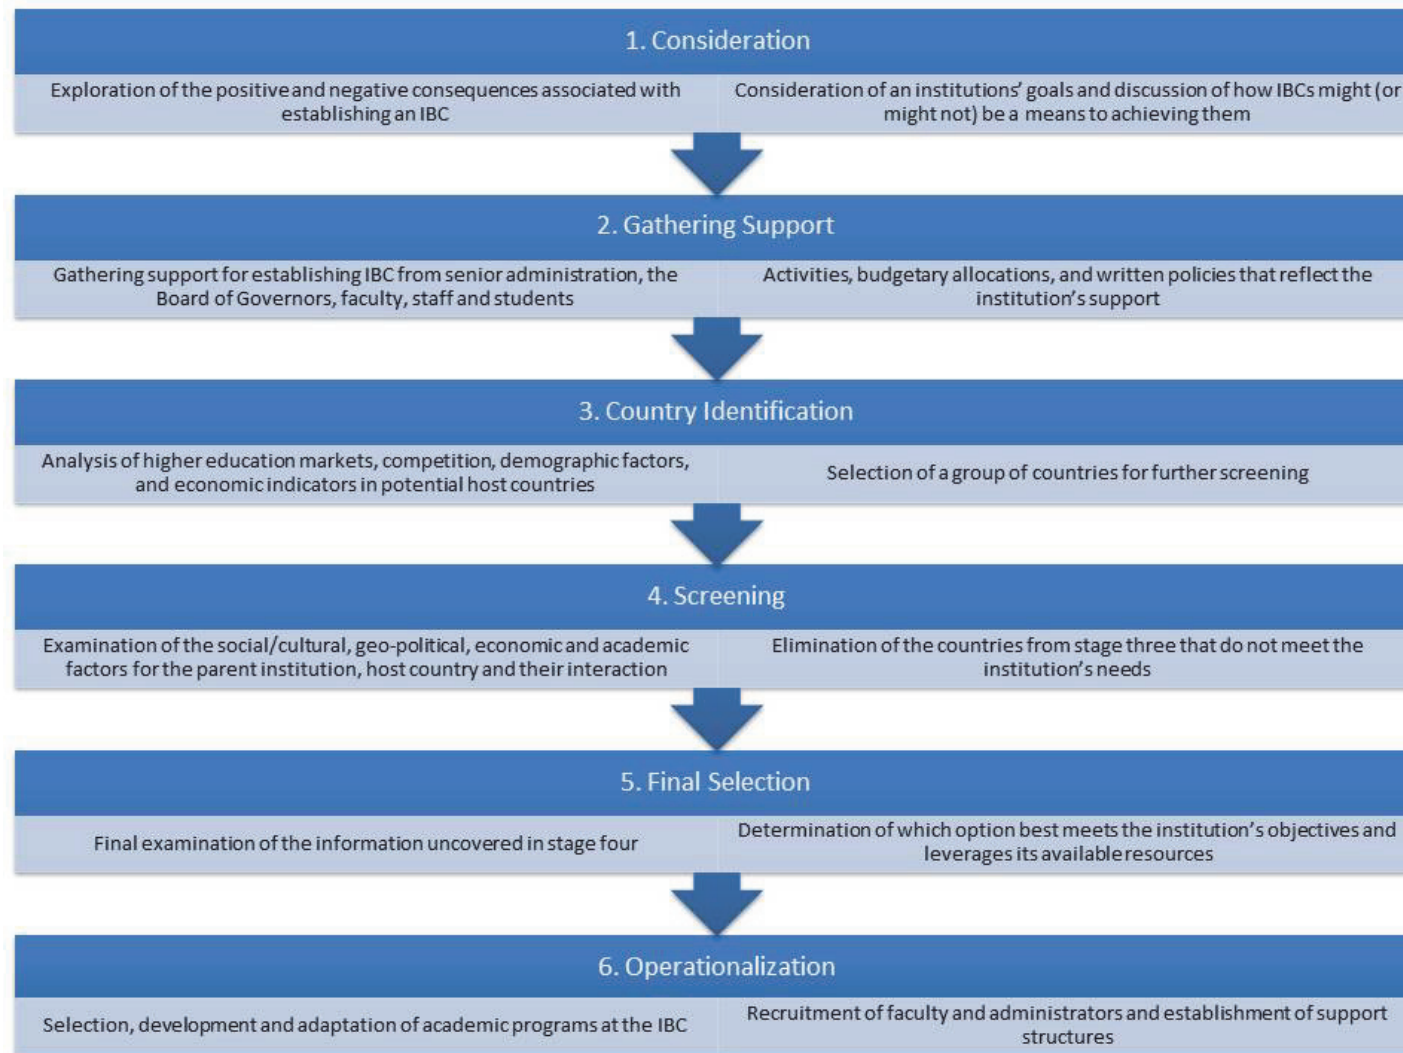 1. Consideration
Exploration of the positive and negative consequences associated with
establishing an IBC
Consideration of an institutions' goals and discussion of how IBCs might (or
might not) be a means to achieving them
2. Gathering Support
Gathering support for establishing IBC from senior administration, the
Board of Governors, faculty, staff and students
Activities, budgetary allocations, and written policies that reflect the
institution's support
3. Country Identification
Analysis of higher education markets, competition, demographic factors,
and economic indicators in potential host countries
Selection of a group of countries for further screening
4. Screening
Examination of the social/cultural, geo-political, economic and academic
factors for the parent institution, host country and their interaction
Elimination of the countries from stage three that do not meet the
institution's needs
5. Final Selection
Final examination of the information uncovered in stage four
Determination of which option best meets the institution's objectives and
leverages its available resources
6. Operationalization
Selection, development and adaptation of academic programs at the IBC
Recruitment of faculty and administrators and establishment of support
structures